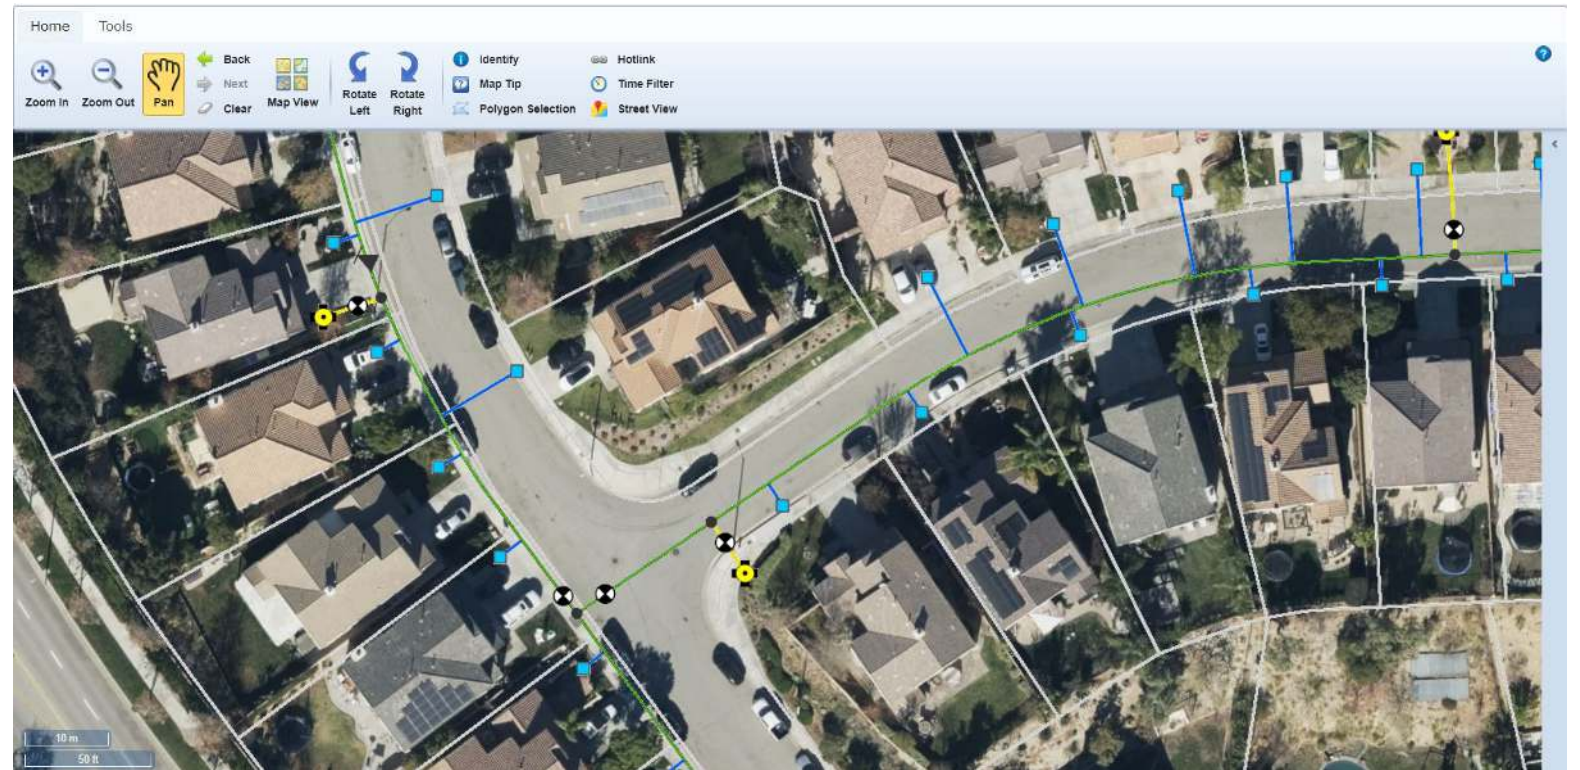 Home Tools
Zoom In
Zoom Out
Pan
Back
Next
Clear
Map View
Rotate
Left
Rotate
Right
Identify
Map Tip
Polygon Selection
Hotlink
Time Filter
Street View
10 m
50 ft